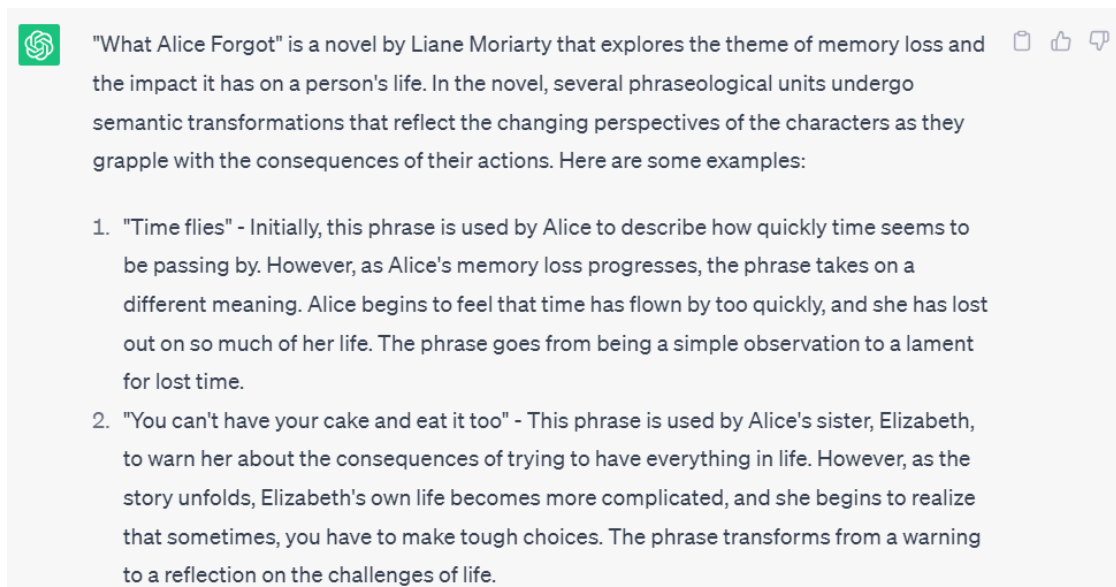 "What Alice Forgot" is a novel by Liane Moriarty that explores the theme of memory loss and
the impact it has on a person's life. In the novel, several phraseological units undergo
semantic transformations that reflect the changing perspectives of the characters as they
grapple with the consequences of their actions. Here are some examples:
1. "Time flies" - Initially, this phrase is used by Alice to describe how quickly time seems to
be passing by. However, as Alice's memory loss progresses, the phrase takes on a
different meaning. Alice begins to feel that time has flown by too quickly, and she has lost
out on so much of her life. The phrase goes from being a simple observation to a lament
for lost time.
2. "You can't have your cake and eat it too" - This phrase is used by Alice's sister, Elizabeth,
to warn her about the consequences of trying to have everything in life. However, as the
story unfolds, Elizabeth's own life becomes more complicated, and she begins to realize
that sometimes, you have to make tough choices. The phrase transforms from a warning
to a reflection on the challenges of life.